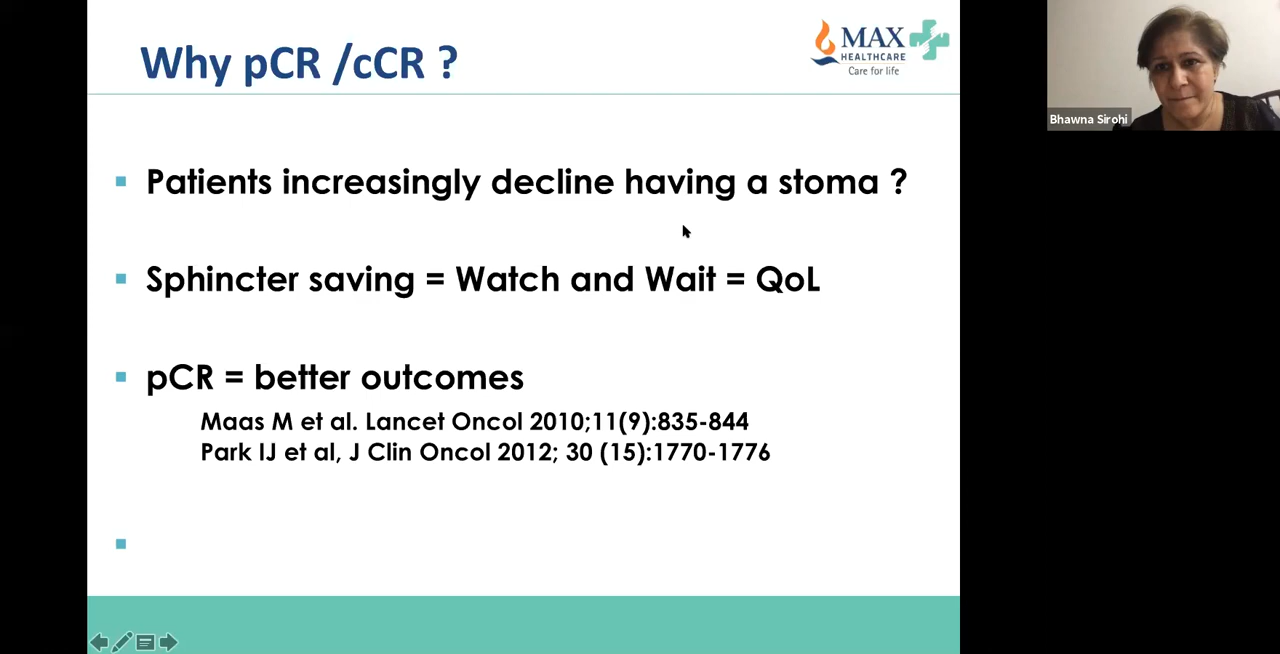 Why pCR /cCR ?
MAX
HEALTHCARE
Care for life
Bhawna Sirohi
Patients increasingly decline having a stoma ?
Sphincter saving = Watch and Wait = QoL
pCR = better outcomes
Maas M et al. Lancet Oncol 2010;11(9):835-844
Park IJ et al, J Clin Oncol 2012; 30 (15):1770-1776